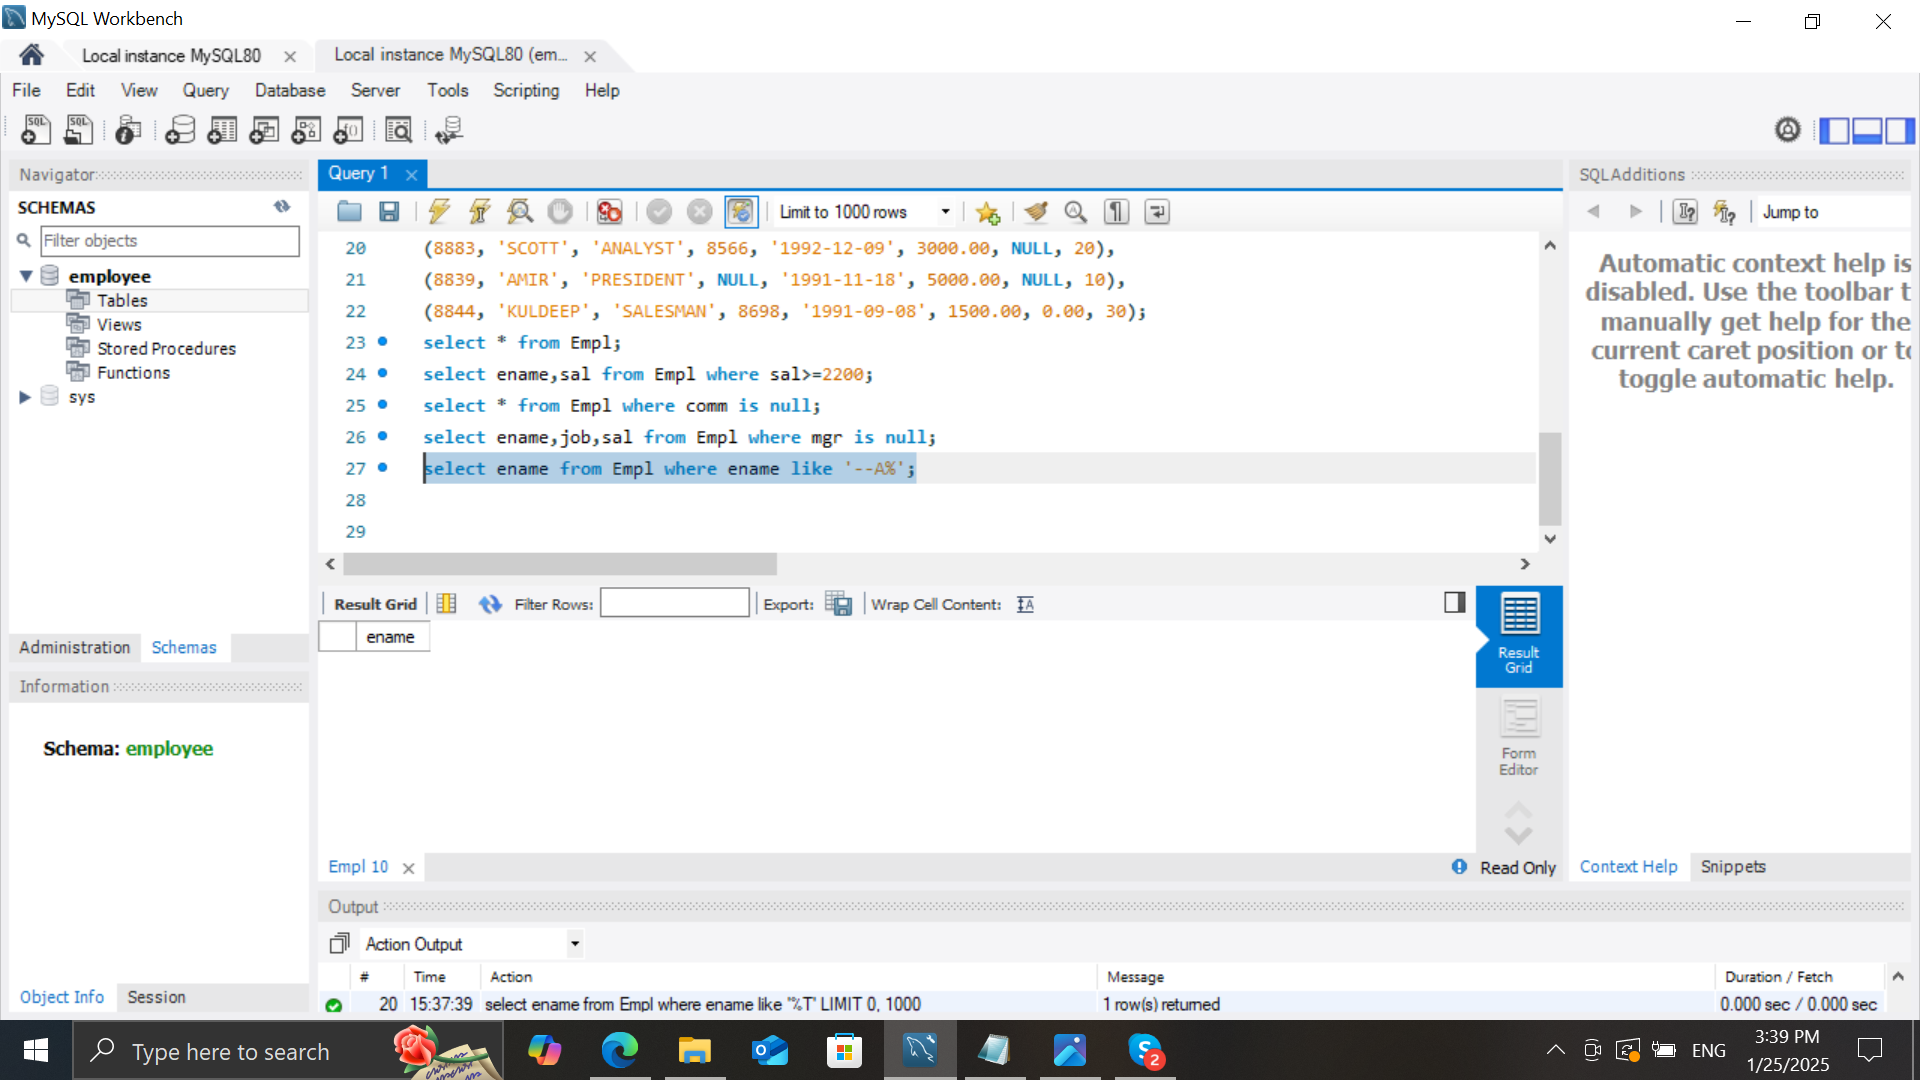 MySQL Workbench
Local instance MySQL80
Local instance MySQL80 (em...
File Edit View Query Database Server Tools Scripting Help
Navigator
SCHEMAS
Filter objects
employee
Tables
Views
Stored Procedures
Functions
sys
Administration Schemas
Information
Schema: employee
Object Info Session
Query 1
Limit to 1000 rows
20 (8883, 'SCOTT', 'ANALYST', 8566, '1992-12-09', 3000.00, NULL, 20),
21 (8839, 'AMIR', 'PRESIDENT', NULL, '1991-11-18', 5000.00, NULL, 10),
22 (8844, 'KULDEEP', 'SALESMAN', 8698, '1991-09-08', 1500.00, 0.00, 30);
23 select * from Empl;
24 select ename,sal from Empl where sal>=2200;
25 select * from Empl where comm is null;
26 select ename,job,sal from Empl where mgr is null;
27 select ename from Empl where ename like '--A%';
28
29
Result Grid Filter Rows: Export: Wrap Cell Content:
ename
Result
Grid
Form
Editor
Empl 10
Read Only
SQLAdditions
Jump to
Automatic context help is
disabled. Use the toolbar t
manually get help for the
current caret position or to
toggle automatic help.
Context Help Snippets
Output
Action Output
# Time Action Message Duration / Fetch
20 15:37:39 select ename from Empl where ename like '%T' LIMIT 0, 1000 1 row(s) returned 0.000 sec / 0.000 sec
Type here to search
2
ENG
3:39 PM
1/25/2025